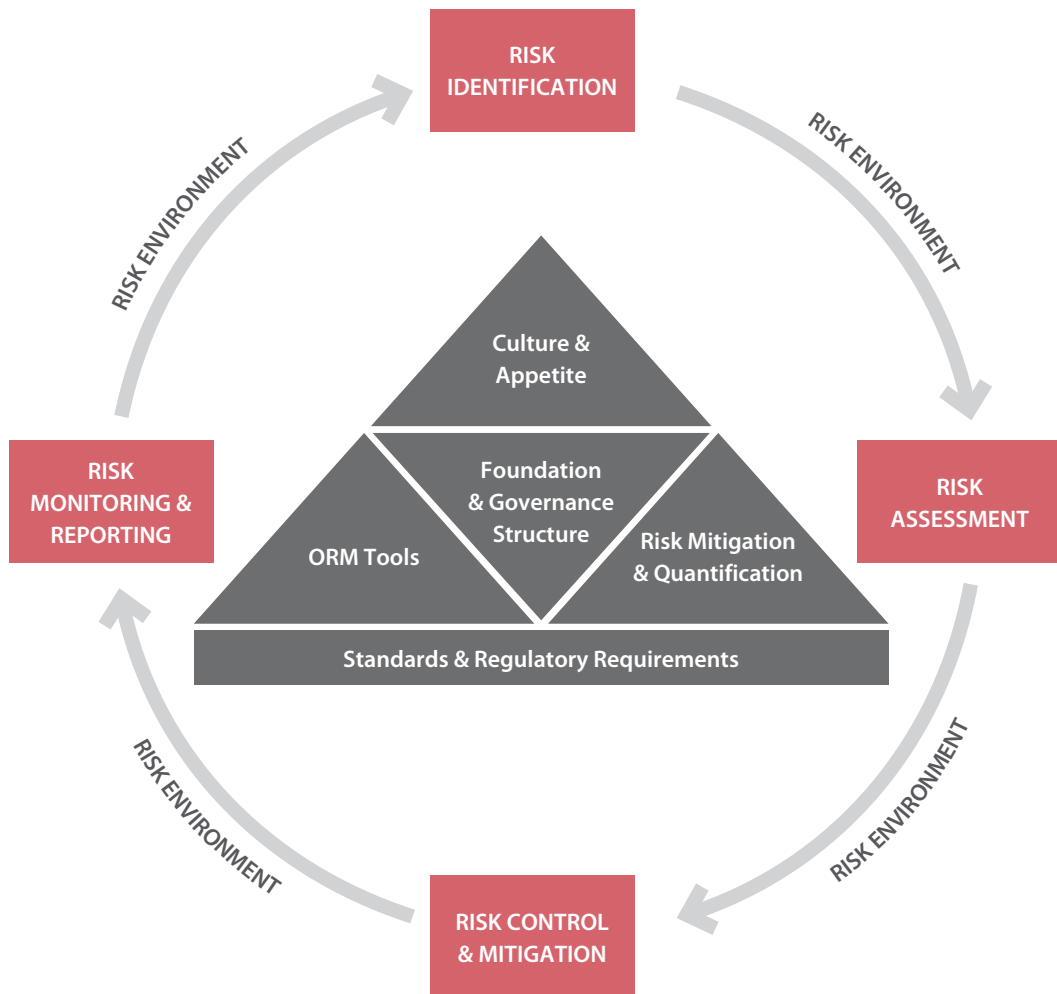 RISK
IDENTIFICATION
RISK ENVIRONMENT
RISK ENVIRONMENT
Culture &
Appetite
RISK
MONITORING &
REPORTING
Foundation
& Governance
Structure
ORM Tools
Risk Mitigation
& Quantification
RISK
ASSESSMENT
Standards & Regulatory Requirements
RISK ENVIRONMENT
RISK ENVIRONMENT
RISK CONTROL
& MITIGATION